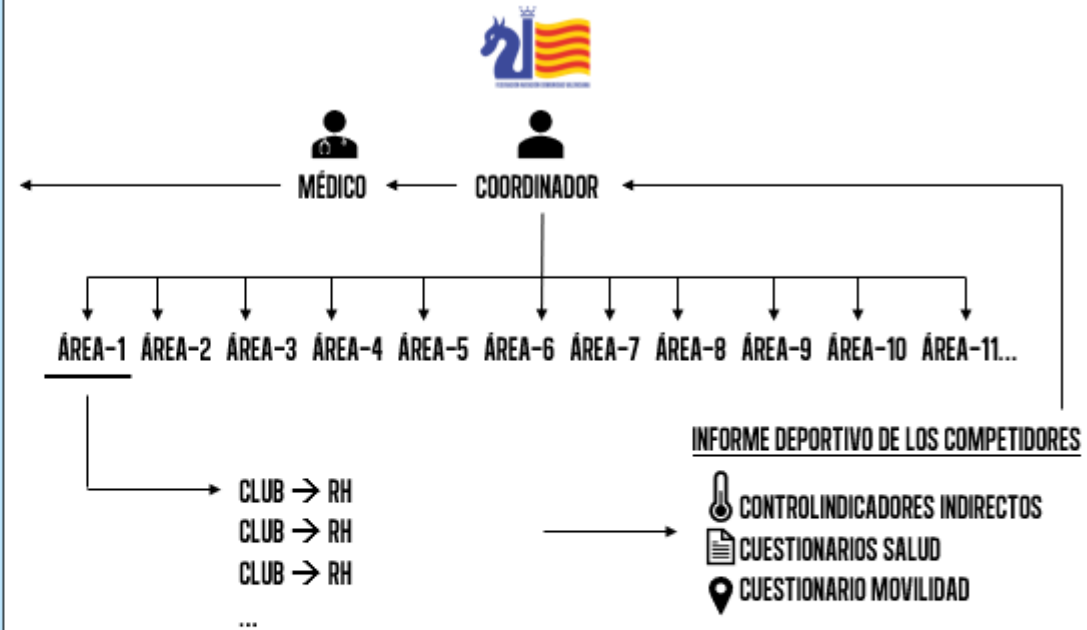 MÉDICO ← COORDINADOR
ÁREA-1 ÁREA-2 ÁREA-3 ÁREA-4 ÁREA-5 ÁREA-6 ÁREA-7 ÁREA-8 ÁREA-9 ÁREA-10 ÁREA-11...
CLUB → RH
CLUB → RH
CLUB → RH
...
INFORME DEPORTIVO DE LOS COMPETIDORES
CONTROLINDICADORES INDIRECTOS
CUESTIONARIOS SALUD
CUESTIONARIO MOVILIDAD